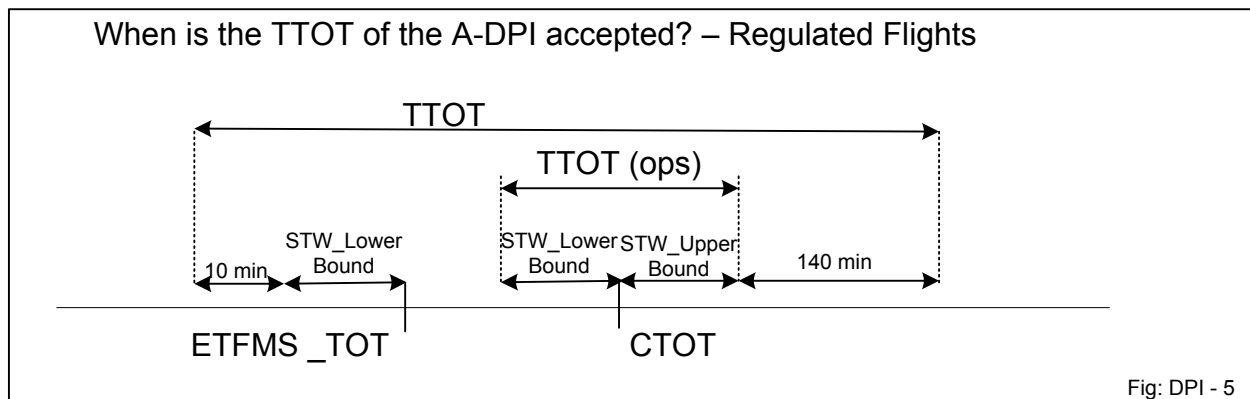 When is the TTOT of the A-DPI accepted? – Regulated Flights
TTOT
TTOT (ops)
STW_Lower
Bound
STW_Lower
Bound
STW_Upper
Bound
10 min
140 min
ETFMS _TOT
CTOT
Fig: DPI - 5